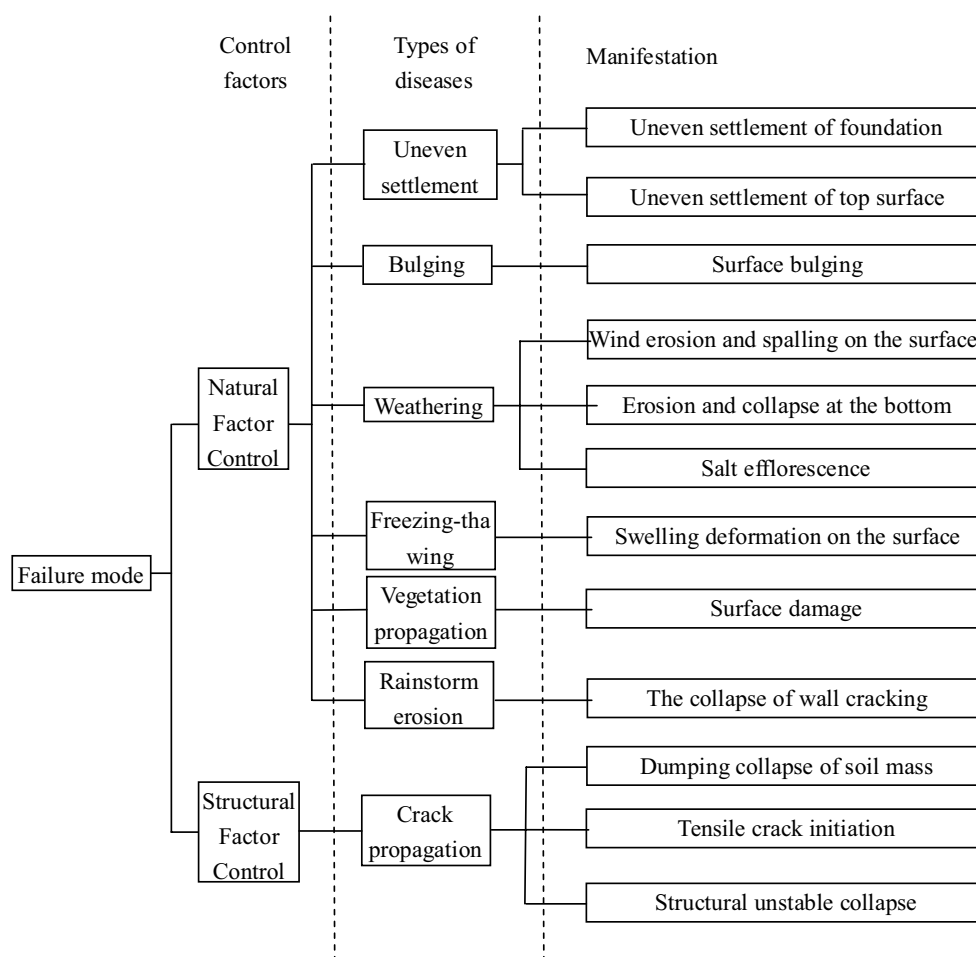 Control
factors
Types of
diseases
Manifestation
Failure mode
Natural
Factor
Control
Structural
Factor
Control
Uneven
settlement
Bulging
Weathering
Freezing-tha
wing
Vegetation
propagation
Rainstorm
erosion
Crack
propagation
Uneven settlement of foundation
Uneven settlement of top surface
Surface bulging
Wind erosion and spalling on the surface
Erosion and collapse at the bottom
Salt efflorescence
Swelling deformation on the surface
Surface damage
The collapse of wall cracking
Dumping collapse of soil mass
Tensile crack initiation
Structural unstable collapse